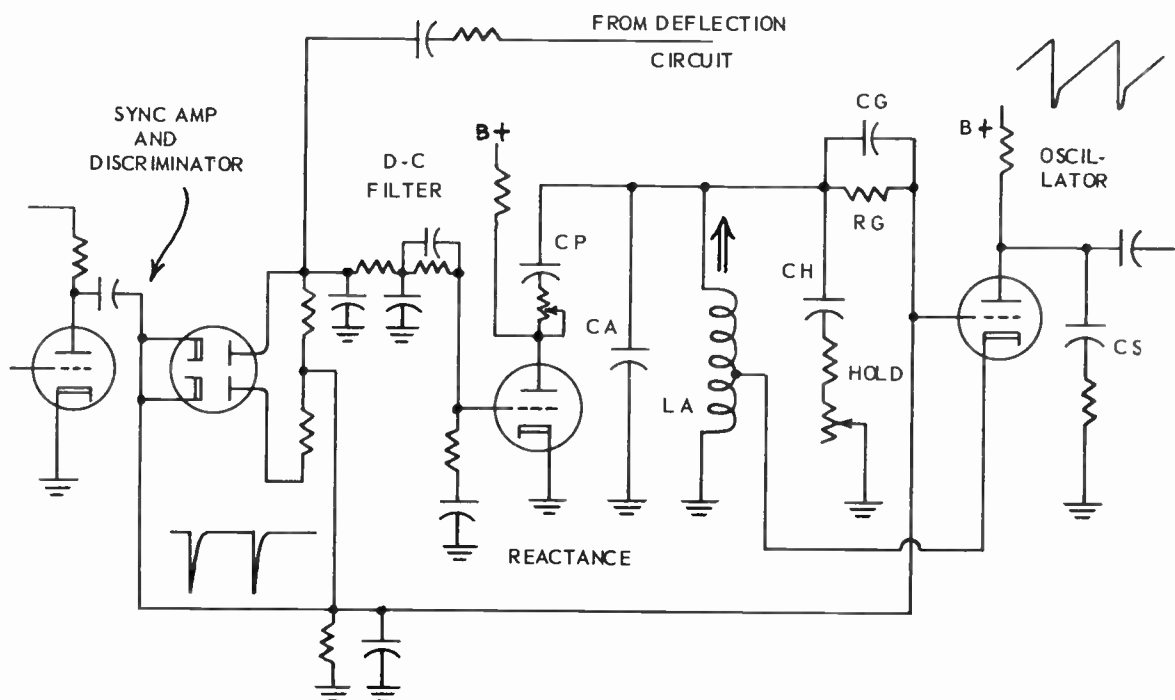 FROM DEFLECTION
CIRCUIT
SYNC AMP
AND
DISCRIMINATOR
B+
D-C
FILTER
CG
B+
OSCIL-
LATOR
RG
CP
CH
CA
CS
HOLD
LA
REACTANCE